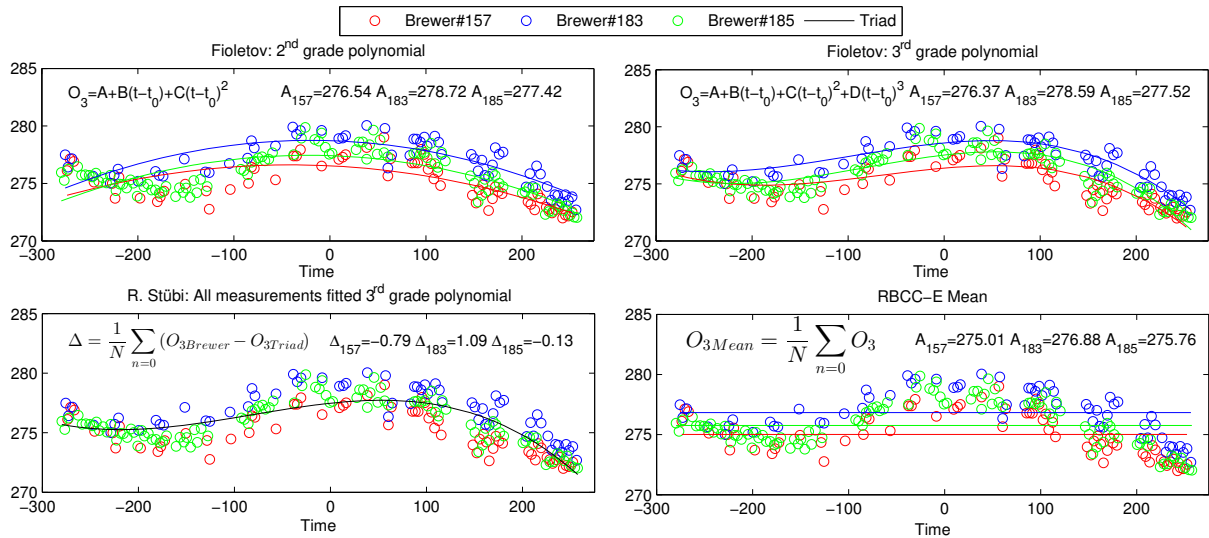 Brewer#157 Brewer#183 Brewer#185 Triad
Fioletov: 2nd grade polynomial
285
280
275
270
O3=A+B(t−t0)+C(t−t0)2 A157=276.54 A183=278.72 A185=277.42
−300 −200 −100 0 100 200
Time
Fioletov: 3rd grade polynomial
285
280
275
270
O3=A+B(t−t0)+C(t−t0)2+D(t−t0)3 A157=276.37 A183=278.59 A185=277.52
−300 −200 −100 0 100 200
Time
R. Stübi: All measurements fitted 3rd grade polynomial
285
280
275
270
Δ = 1/N ∑n=0 (O3Brewer − O3Triad) Δ157=−0.79 Δ183=1.09 Δ185=−0.13
−300 −200 −100 0 100 200
Time
RBCC−E Mean
285
280
275
270
O3Mean = 1/N ∑n=0 O3 A157=275.01 A183=276.88 A185=275.76
−300 −200 −100 0 100 200
Time